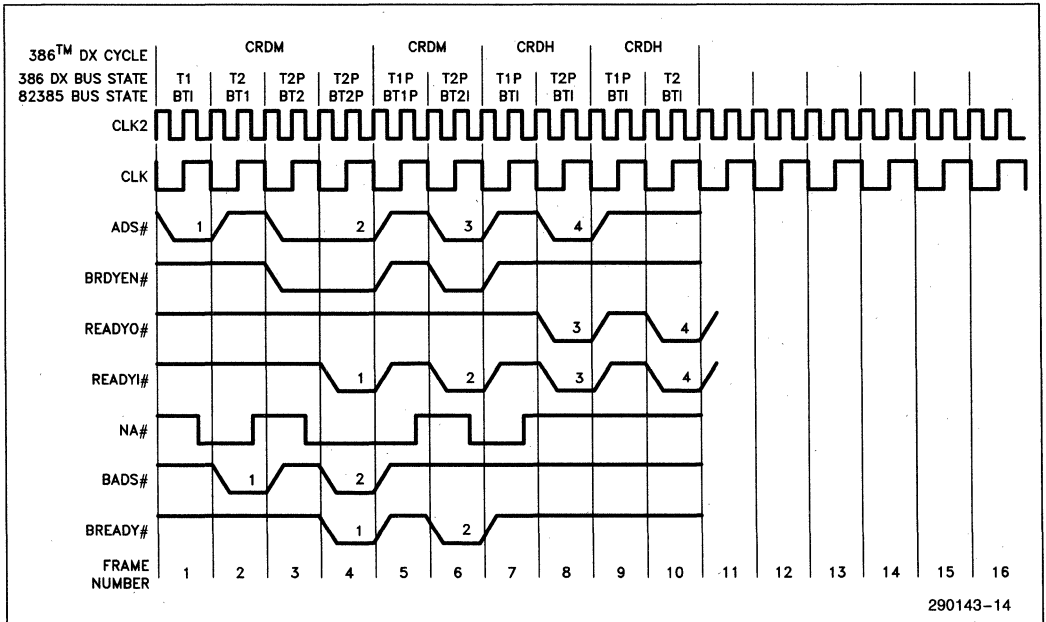 386TM DX CYCLE CRDM CRDM CRDH CRDH
386 DX BUS STATE T1 T2 T2P T2P T1P T2P T1P T2P T1P T2
82385 BUS STATE BTI BT1 BT2 BT2P BT1P BT2I BTI BTI BTI BTI
CLK2
CLK
ADS# 1 2 3 4
BRDYEN#
READYO# 3 4
READYI# 1 2 3 4
NA#
BADS# 1 2
BREADY# 1 2
FRAME
NUMBER 1 2 3 4 5 6 7 8 9 10 11 12 13 14 15 16
290143-14